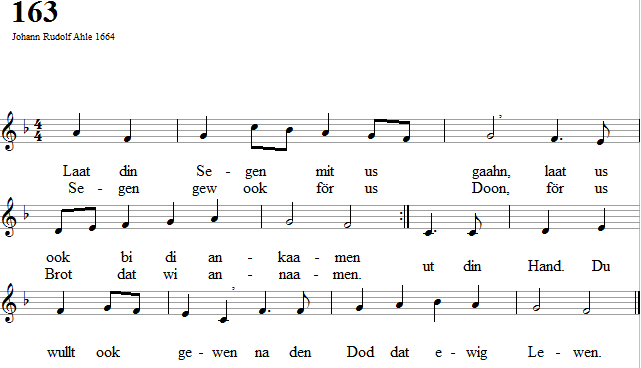 163
Johann Rudolf Ahle 1664
4
4
Laat din Se - gen mit us gaahn, laat us
Se - gen gew ook för us Doon, för us
ook bi di an - kaa - men
Brot dat wi an - naa - men.
ut din Hand. Du
wullt ook ge - wen na den Dod dat e - wig Le - wen.